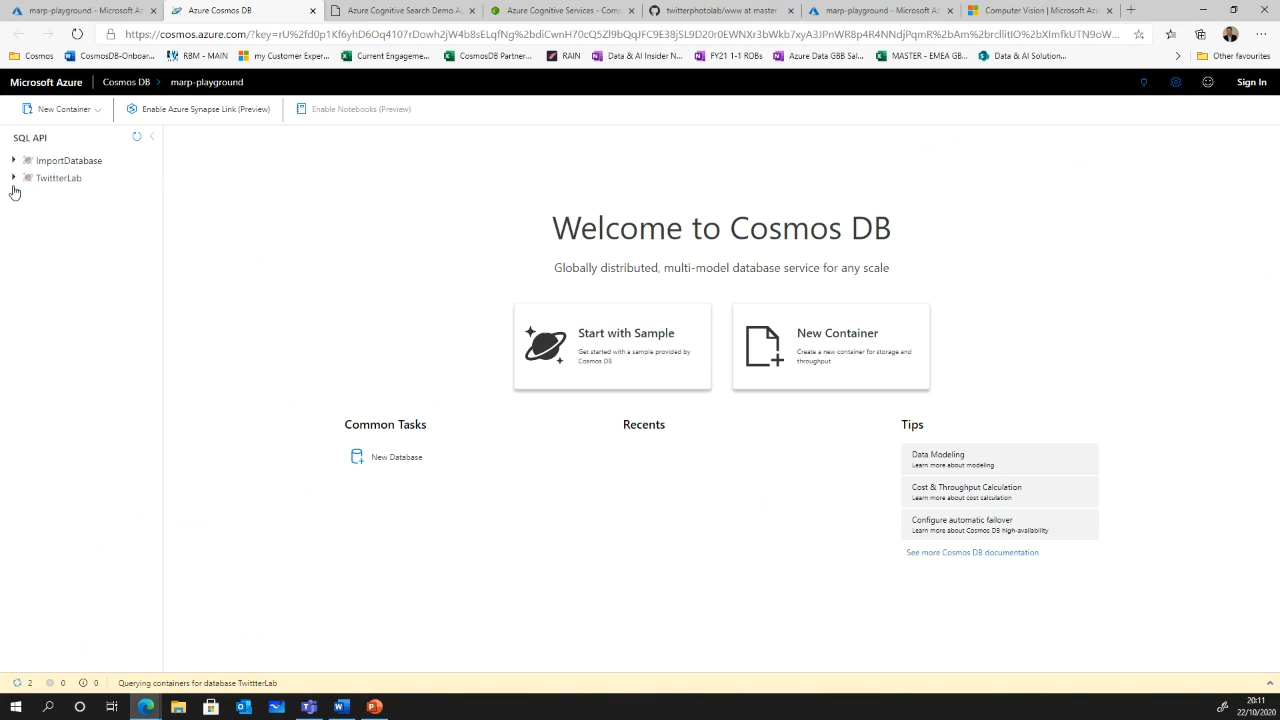 marp-playground - Microsoft Az
Azure Cosmos DB
Azure Cognitive Search Demo A
Azure Cognitive Services - Com
twitterphotolab/www at master
marp-playground - Microsoft Az
Computer Vision | Microsoft Azu
Cosmos
CosmosDB-Onboar...
RBM - MAIN
my Customer Exper...
Current Engageme...
CosmosDB Partner...
RAIN
Data & AI Insider N...
FY21 1-1 ROBs
Azure Data GBB Sal...
MASTER - EMEA GB...
Data & AI Solution...
Other favourites
Microsoft Azure
Cosmos DB > marp-playground
Sign In
New Container
Enable Azure Synapse Link (Preview)
Enable Notebooks (Preview)
SQL API
ImportDatabase
TwittterLab
Welcome to Cosmos DB
Globally distributed, multi-model database service for any scale
Start with Sample
Get started with a sample provided by
Cosmos DB
New Container
Create a new container for storage and
throughput
Common Tasks
New Database
Recents
Tips
Data Modeling
Learn more about modeling
Cost & Throughput Calculation
Learn more about cost calculation
Configure automatic failover
Learn more about Cosmos DB high-availability
See more Cosmos DB documentation
2 0 0 Querying containers for database TwittterLab
20:11
22/10/2020